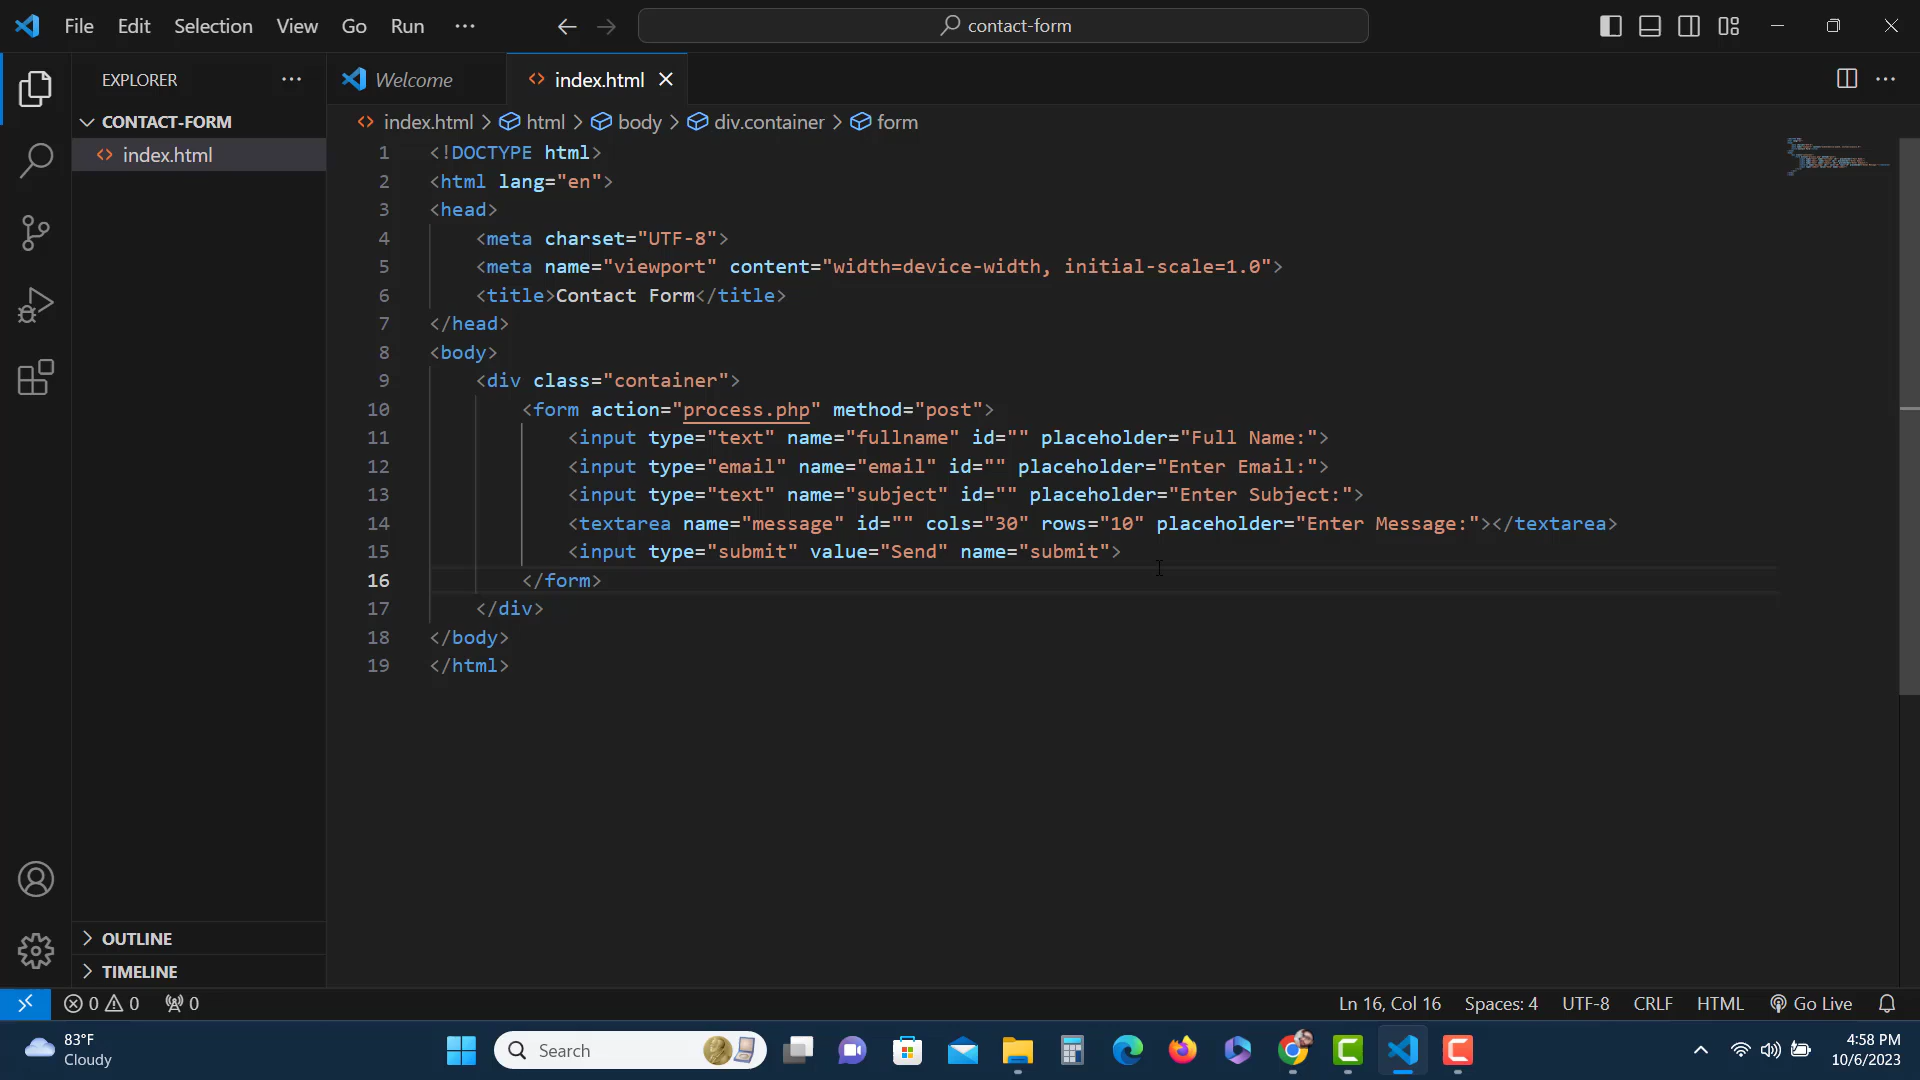 File Edit Selection View Go Run ··· contact-form
EXPLORER ··· Welcome index.html
CONTACT-FORM
index.html
index.html > html > body > div.container > form
1 <!DOCTYPE html>
2 <html lang="en">
3 <head>
4 <meta charset="UTF-8">
5 <meta name="viewport" content="width=device-width, initial-scale=1.0">
6 <title>Contact Form</title>
7 </head>
8 <body>
9 <div class="container">
10 <form action="process.php" method="post">
11 <input type="text" name="fullname" id="" placeholder="Full Name:">
12 <input type="email" name="email" id="" placeholder="Enter Email:">
13 <input type="text" name="subject" id="" placeholder="Enter Subject:">
14 <textarea name="message" id="" cols="30" rows="10" placeholder="Enter Message:"></textarea>
15 <input type="submit" value="Send" name="submit">
16 </form>
17 </div>
18 </body>
19 </html>
OUTLINE
TIMELINE
0 0 0 Ln 16, Col 16 Spaces: 4 UTF-8 CRLF HTML Go Live
83°F
Cloudy
Search
4:58 PM
10/6/2023